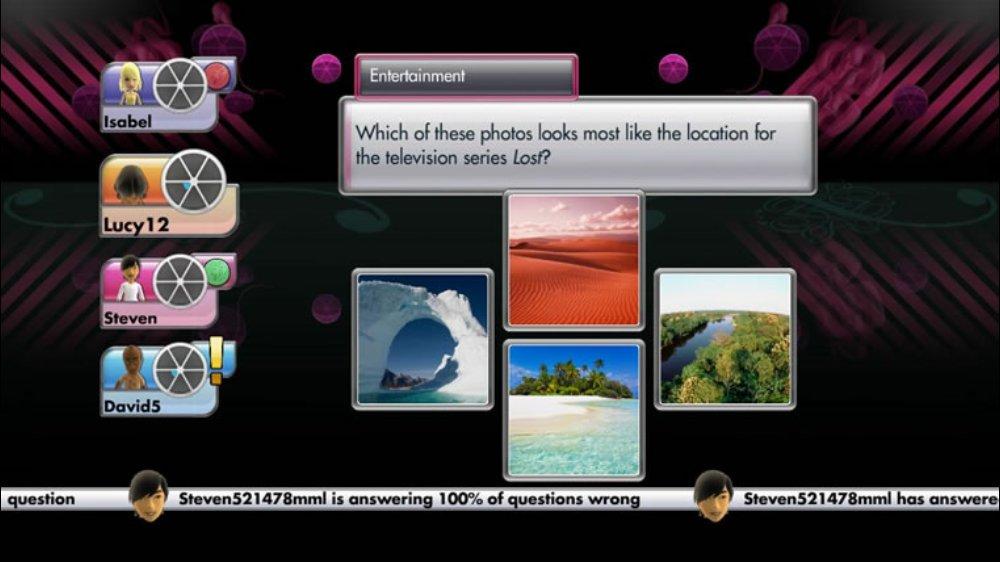 Entertainment
Which of these photos looks most like the location for
the television series Lost?
Isabel
Lucy12
Steven
David5
question
Steven521478mml is answering 100% of questions wrong
Steven521478mml has answere